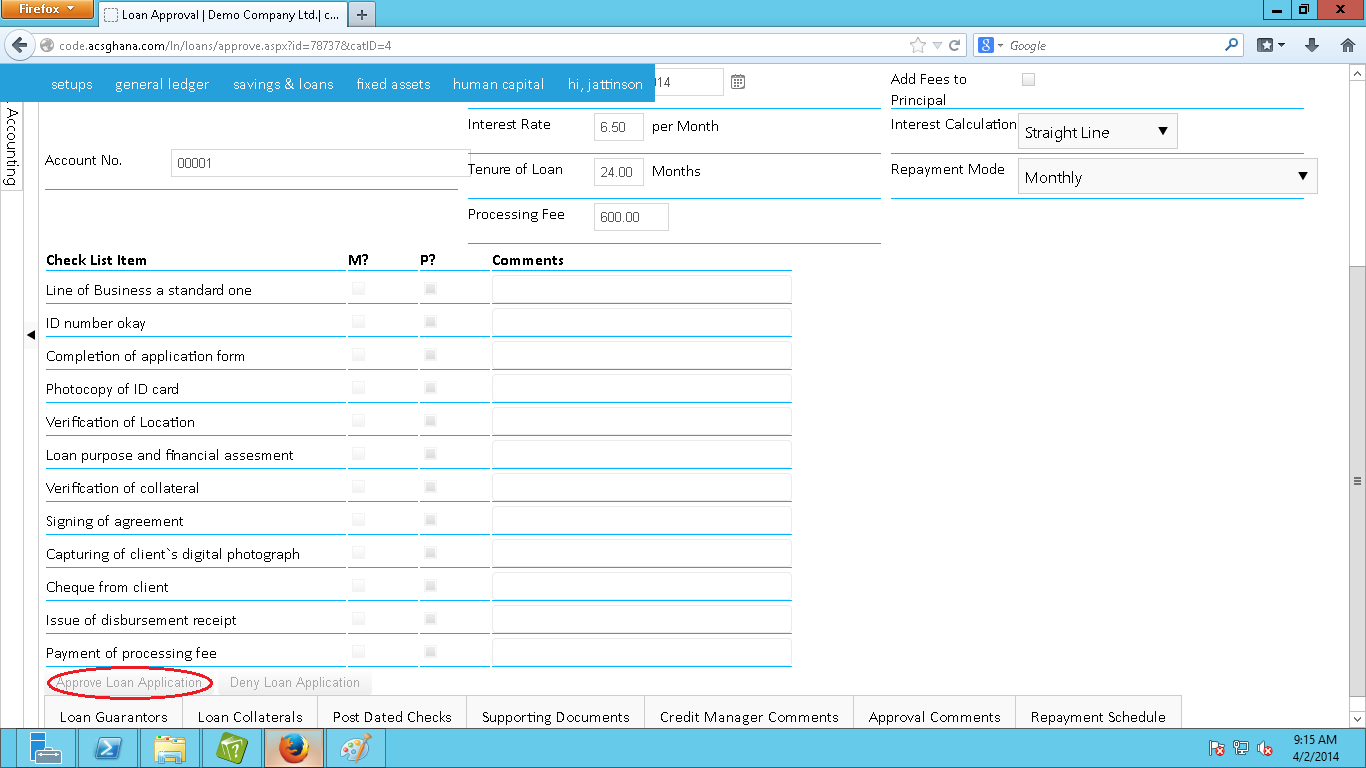 Firefox
Loan Approval | Demo Company Ltd.| c...
code.acsghana.com/ln/loans/approve.aspx?id=78737&catID=4
Google
setups general ledger savings & loans fixed assets human capital hi, jattinson
14
Add Fees to Principal
Accounting
Interest Rate 6.50 per Month
Interest Calculation Straight Line
Account No. 00001
Tenure of Loan 24.00 Months
Repayment Mode Monthly
Processing Fee 600.00
Check List Item M? P? Comments
Line of Business a standard one
ID number okay
Completion of application form
Photocopy of ID card
Verification of Location
Loan purpose and financial assesment
Verification of collateral
Signing of agreement
Capturing of client`s digital photograph
Cheque from client
Issue of disbursement receipt
Payment of processing fee
Approve Loan Application Deny Loan Application
Loan Guarantors Loan Collaterals Post Dated Checks Supporting Documents Credit Manager Comments Approval Comments Repayment Schedule
9:15 AM
4/2/2014